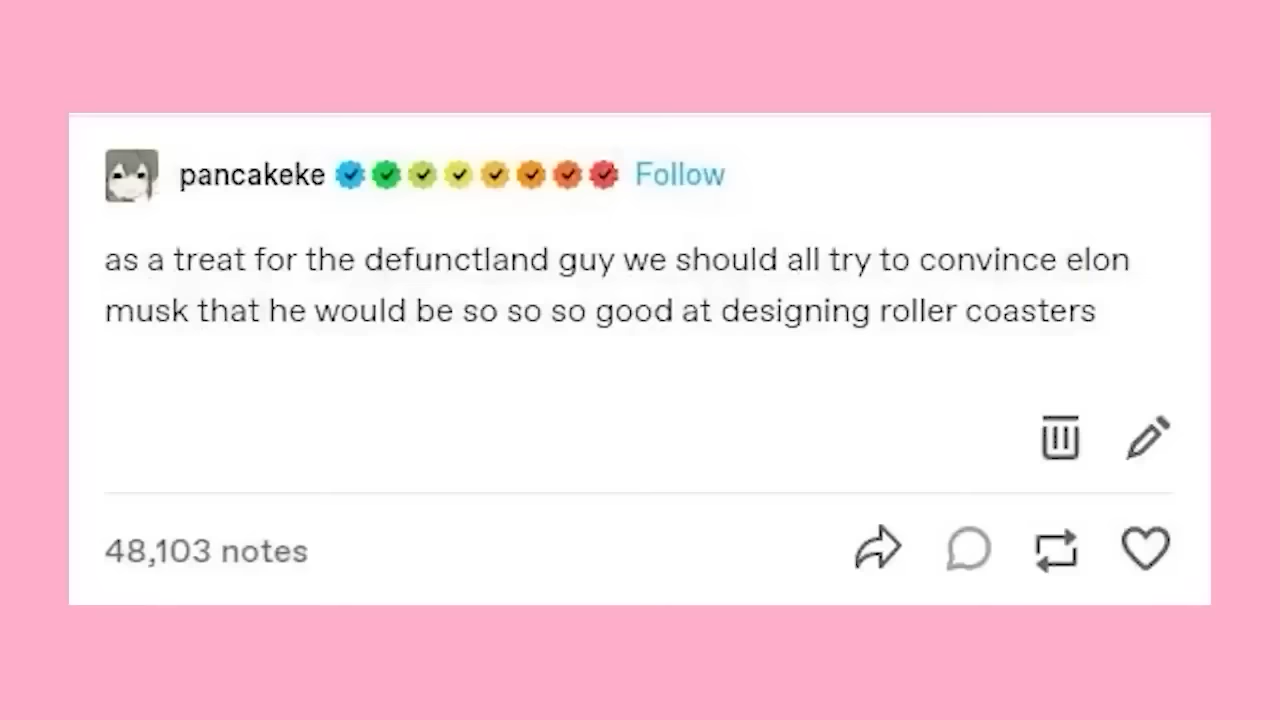 pancakeke Follow
as a treat for the defunctland guy we should all try to convince elon
musk that he would be so so so good at designing roller coasters
48,103 notes